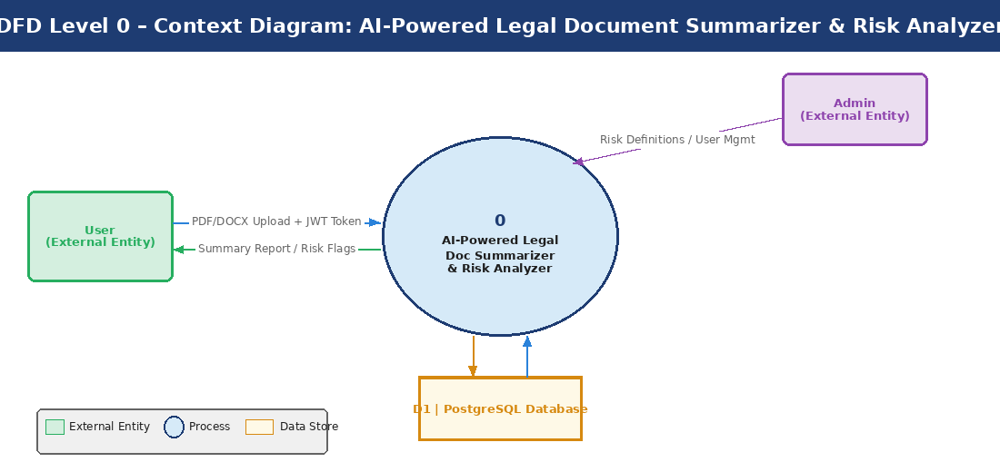 DFD Level 0 – Context Diagram: AI-Powered Legal Document Summarizer & Risk Analyzer
Admin
(External Entity)
Risk Definitions / User Mgmt
User
(External Entity)
PDF/DOCX Upload + JWT Token
Summary Report / Risk Flags
0
AI-Powered Legal
Doc Summarizer
& Risk Analyzer
D1 | PostgreSQL Database
External Entity
Process
Data Store